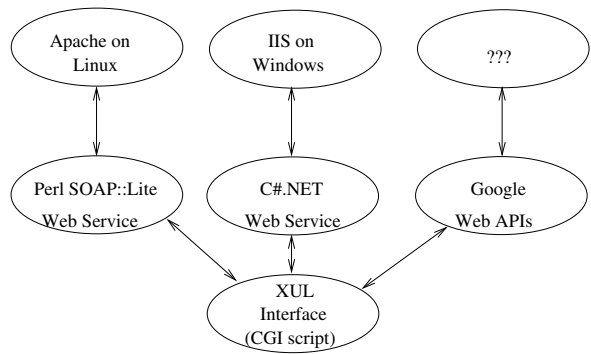 Apache on
Linux
IIS on
Windows
???
Perl SOAP::Lite
Web Service
C#.NET
Web Service
Google
Web APIs
XUL
Interface
(CGI script)